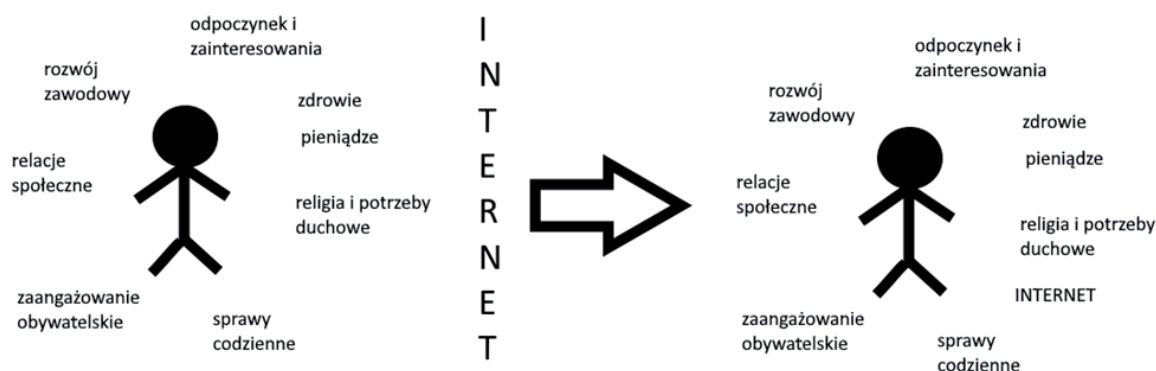 odpoczynek i
zainteresowania
rozwój
zawodowy
zdrowie
pieniądze
relacje
społeczne
religia i potrzeby
duchowe
zaangażowanie
obywatelskie
sprawy
codzienne
INTERNET
odpoczynek i
zainteresowania
rozwój
zawodowy
zdrowie
pieniądze
relacje
społeczne
religia i potrzeby
duchowe
INTERNET
zaangażowanie
obywatelskie
sprawy
codzienne